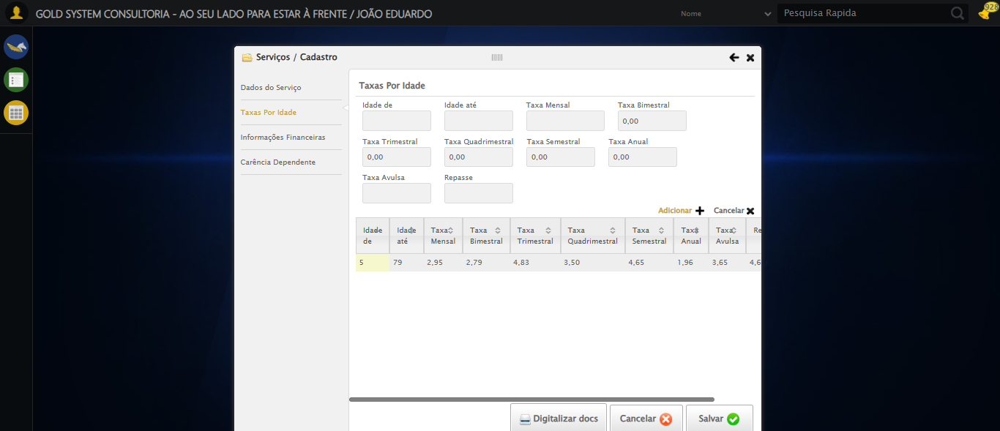 GOLD SYSTEM CONSULTORIA - AO SEU LADO PARA ESTAR À FRENTE / JOÃO EDUARDO
Nome
Pesquisa Rapida
928
Serviços / Cadastro
Dados do Serviço
Taxas Por Idade
Informações Financeiras
Carência Dependente
Taxas Por Idade
Idade de Idade até Taxa Mensal Taxa Bimestral
0,00
Taxa Trimestral Taxa Quadrimestral Taxa Semestral Taxa Anual
0,00 0,00 0,00 0,00
Taxa Avulsa Repasse
Adicionar Cancelar
Idade Idade Taxa Taxa Taxa Taxa Taxa Taxa Taxa Re
de até Mensal Bimestral Trimestral Quadrimestral Semestral Anual Avulsa
5 79 2,95 2,79 4,83 3,50 4,65 1,96 3,65 4,6
Digitalizar docs Cancelar Salvar